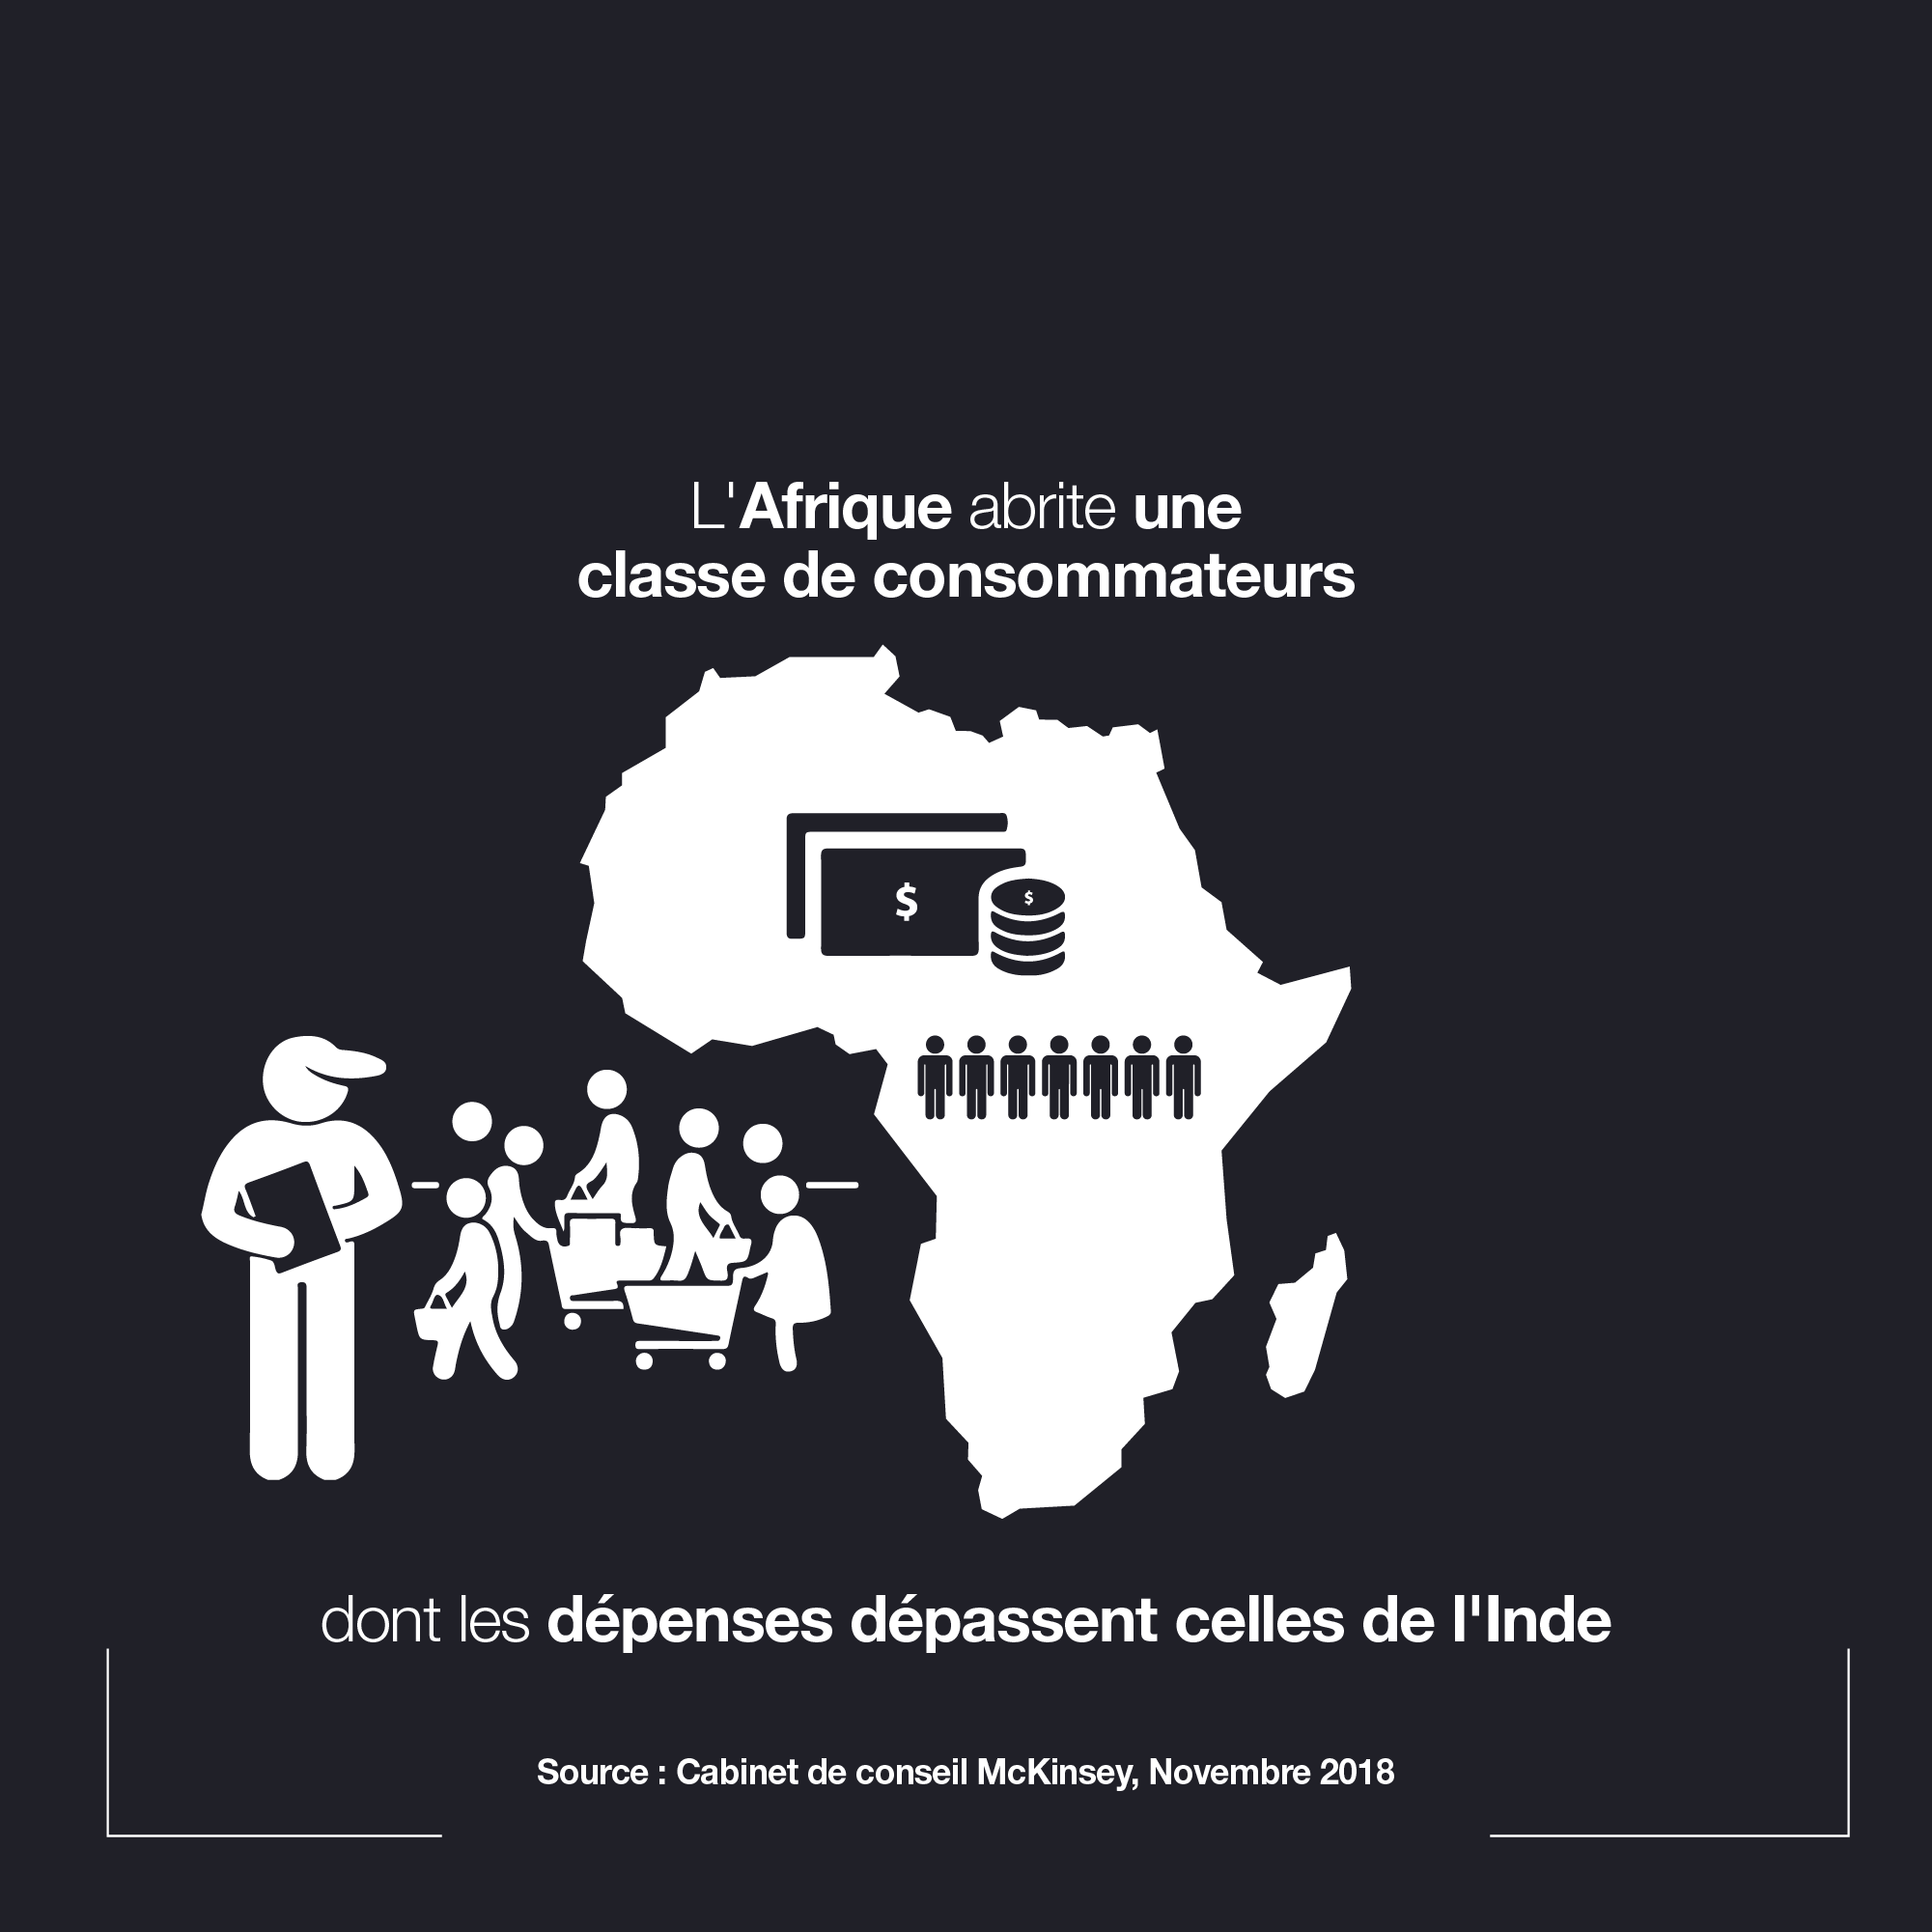 L'Afrique abrite une
classe de consommateurs
$
$
dont les dépenses dépassent celles de l'Inde
Source : Cabinet de conseil McKinsey, Novembre 2018